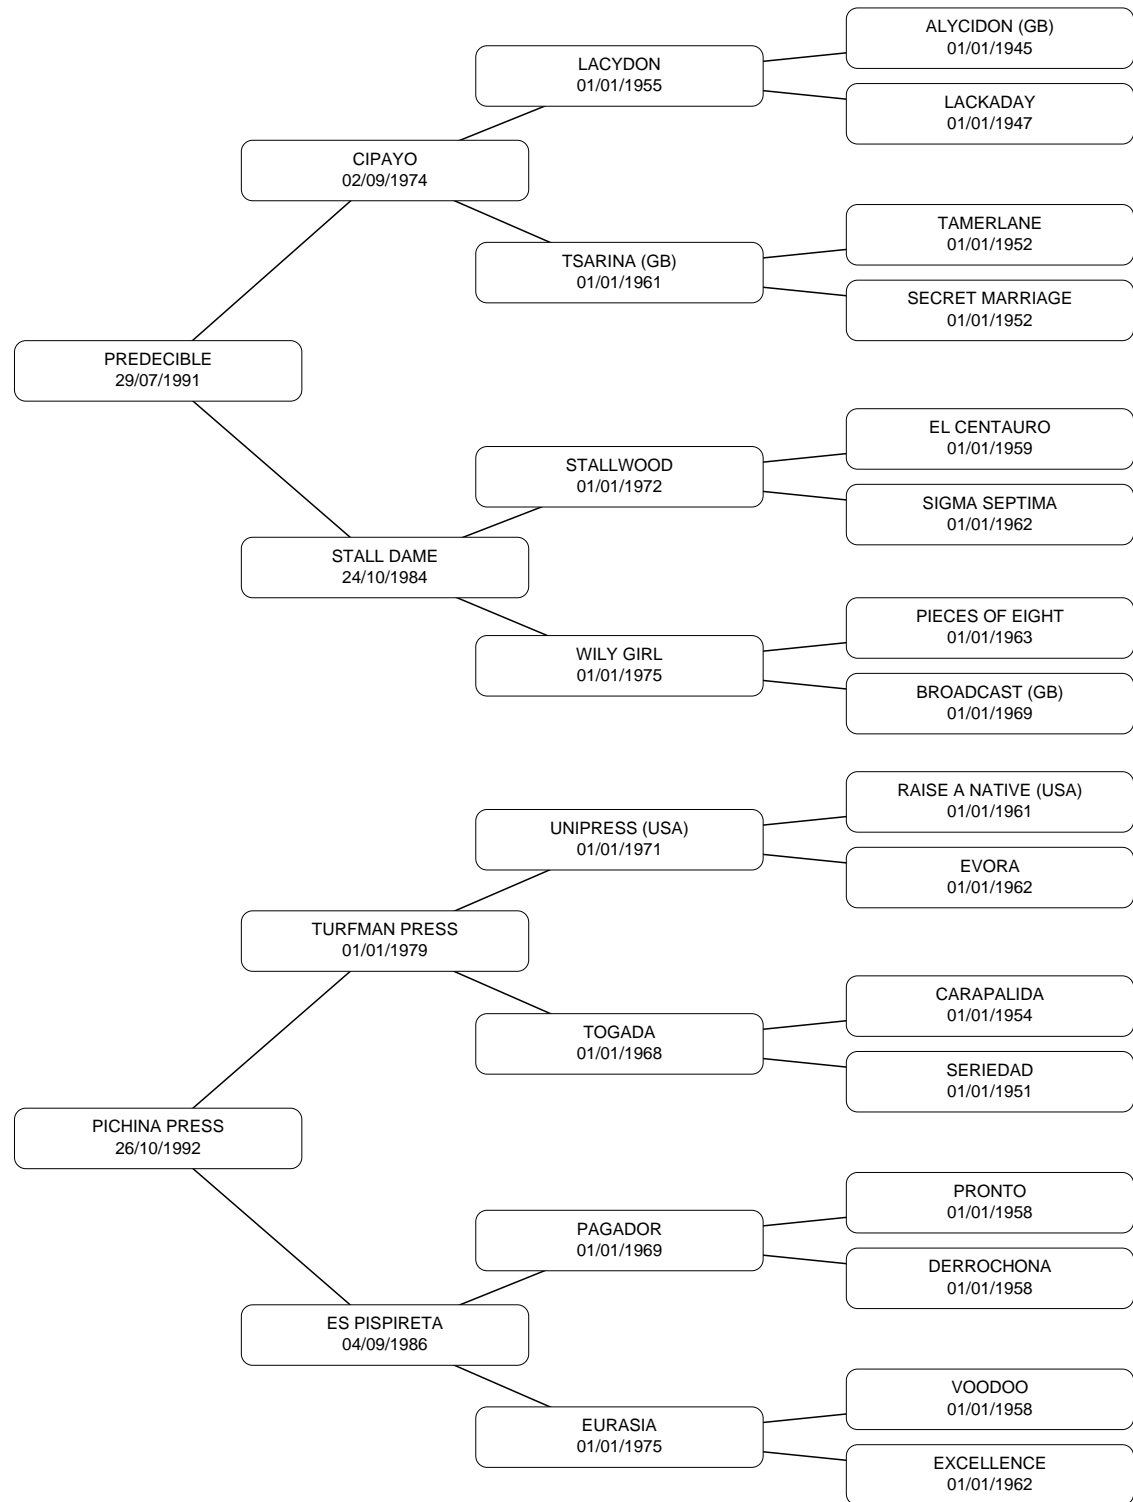 ALYCIDON (GB)
01/01/1945
LACYDON
01/01/1955
LACKADAY
01/01/1947
CIPAYO
02/09/1974
TAMERLANE
01/01/1952
TSARINA (GB)
01/01/1961
SECRET MARRIAGE
01/01/1952
PREDECIBLE
29/07/1991
EL CENTAURO
01/01/1959
STALLWOOD
01/01/1972
SIGMA SEPTIMA
01/01/1962
STALL DAME
24/10/1984
PIECES OF EIGHT
01/01/1963
WILY GIRL
01/01/1975
BROADCAST (GB)
01/01/1969
RAISE A NATIVE (USA)
01/01/1961
UNIPRESS (USA)
01/01/1971
EVORA
01/01/1962
TURFMAN PRESS
01/01/1979
CARAPALIDA
01/01/1954
TOGADA
01/01/1968
SERIEDAD
01/01/1951
PICHINA PRESS
26/10/1992
PRONTO
01/01/1958
PAGADOR
01/01/1969
DERROCHONA
01/01/1958
ES PISPIRETA
04/09/1986
VOODOO
01/01/1958
EURASIA
01/01/1975
EXCELLENCE
01/01/1962